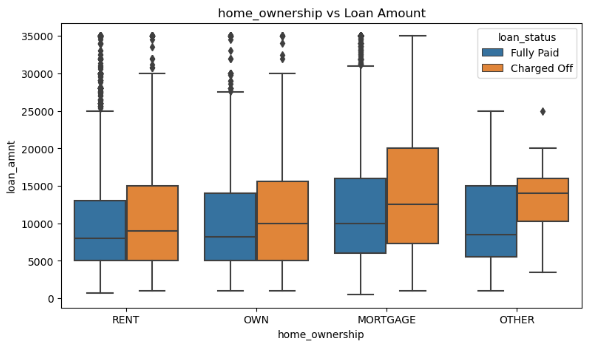 home_ownership vs Loan Amount
loan_status
Fully Paid
Charged Off
35000
30000
25000
20000
15000
10000
5000
0
loan_amnt
RENT OWN MORTGAGE OTHER
home_ownership